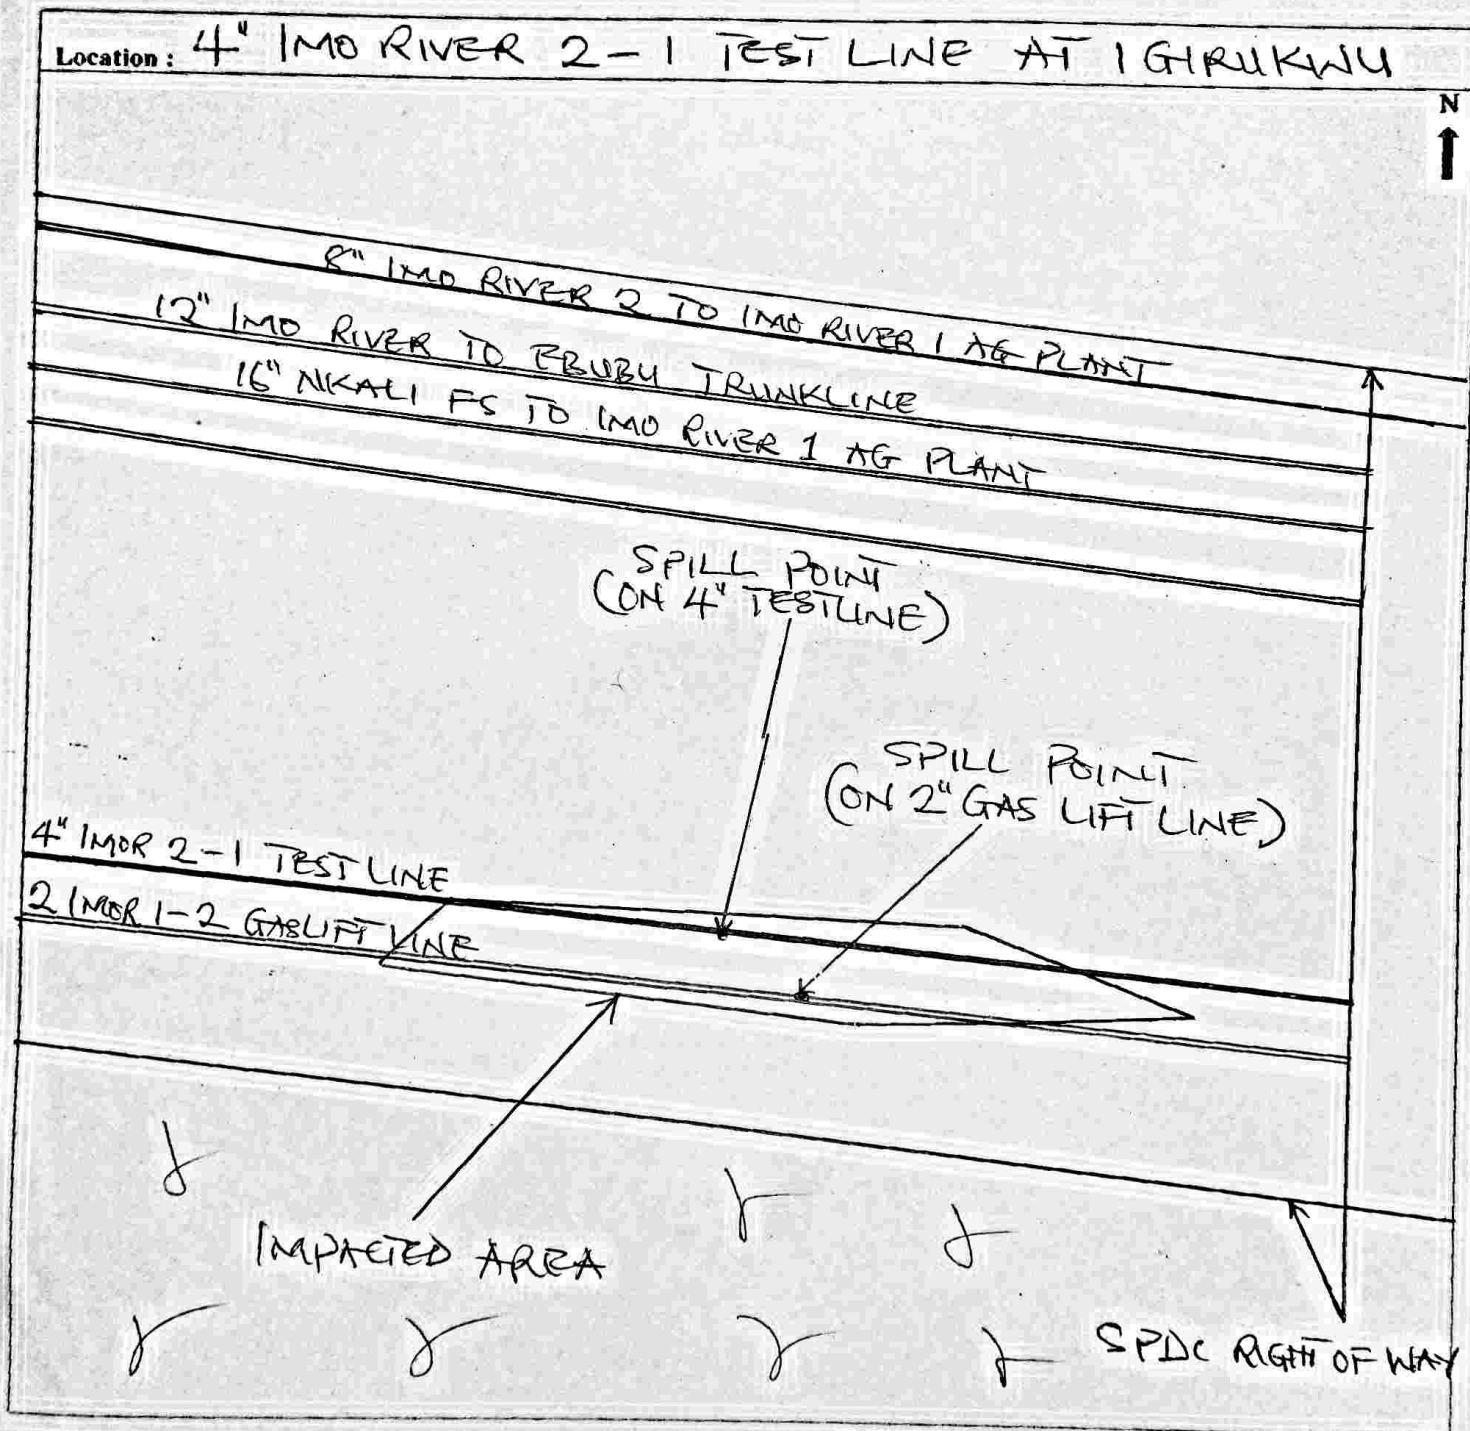 Location : 4" IMO RIVER 2-1 TEST LINE AT IGIRUKWU
N
8" IMO RIVER 2 TO IMO RIVER 1 AG PLANT
12" IMO RIVER TO EBUBU TRUNKLINE
16" NKALI FS TO IMO RIVER 1 AG PLANT
SPILL POINT
(ON 4" TESTLINE)
SPILL POINT
(ON 2" GAS LIFT LINE)
4" IMOR 2-1 TEST LINE
2 IMOR 1-2 GASLIFT LINE
IMPACTED AREA
SPDC RIGHT OF WAY